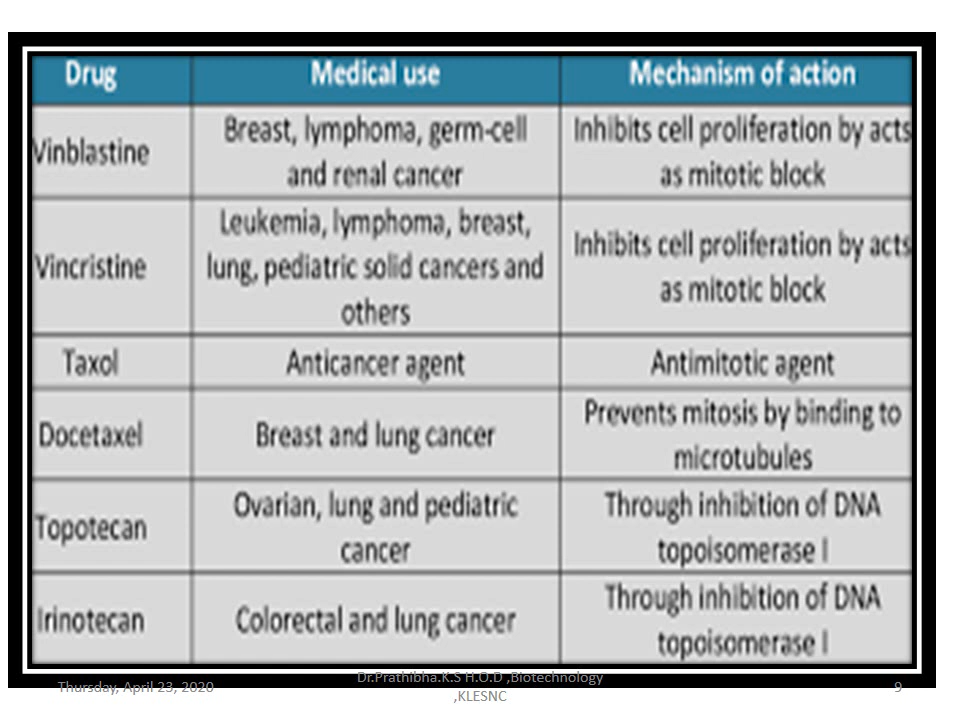 Drug Medical use Mechanism of action
Vinblastine
Breast, lymphoma, germ-cell
and renal cancer
Inhibits cell proliferation by acts
as mitotic block
Vincristine
Leukemia, lymphoma, breast,
lung, pediatric solid cancers and
others
Inhibits cell proliferation by acts
as mitotic block
Taxol
Anticancer agent
Antimitotic agent
Docetaxel
Breast and lung cancer
Prevents mitosis by binding to
microtubules
Topotecan
Ovarian, lung and pediatric
cancer
Through inhibition of DNA
topoisomerase I
Irinotecan
Colorectal and lung cancer
Through inhibition of DNA
topoisomerase I
Thursday, April 23, 2020
Dr.Prathibha.K.S H.O.D ,Biotechnology
,KLESNC
9